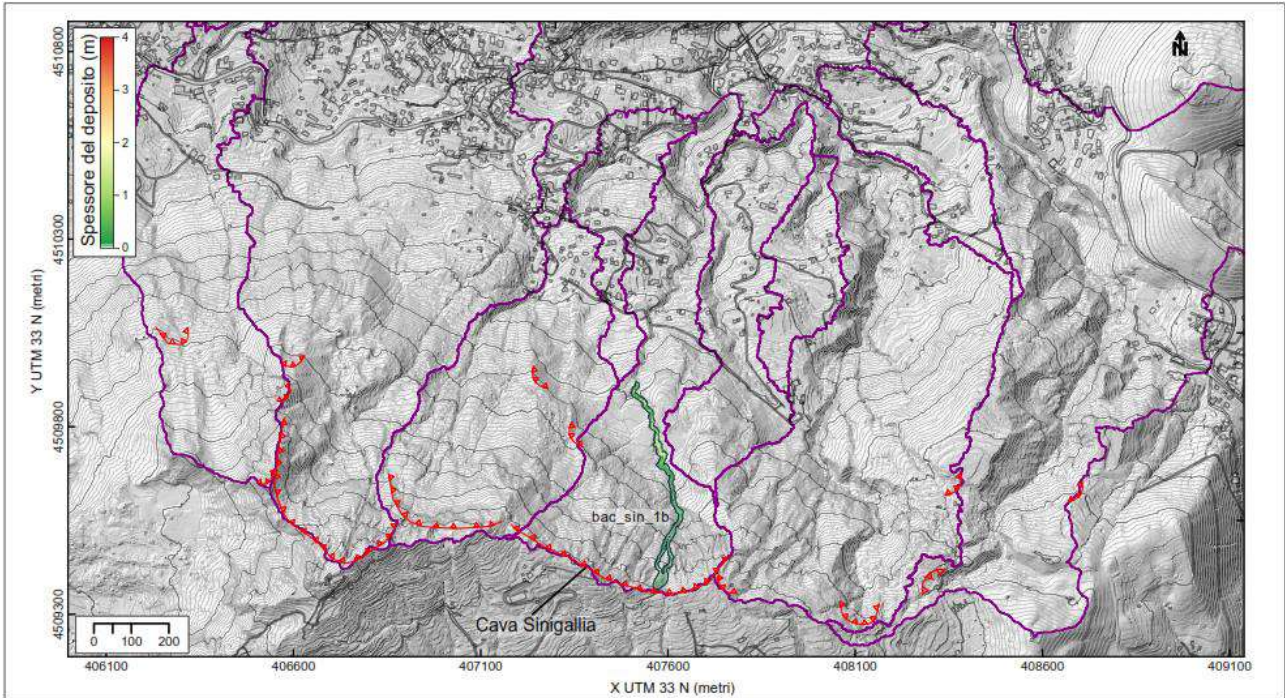 Spessore del deposito (m)
4
3
2
1
0
N
4510800
4510300
4509800
4509300
Y UTM 33 N (metri)
bac_sin_1b
Cava Sinigallia
0 100 200
406100 406600 407100 407600 408100 408600 409100
X UTM 33 N (metri)